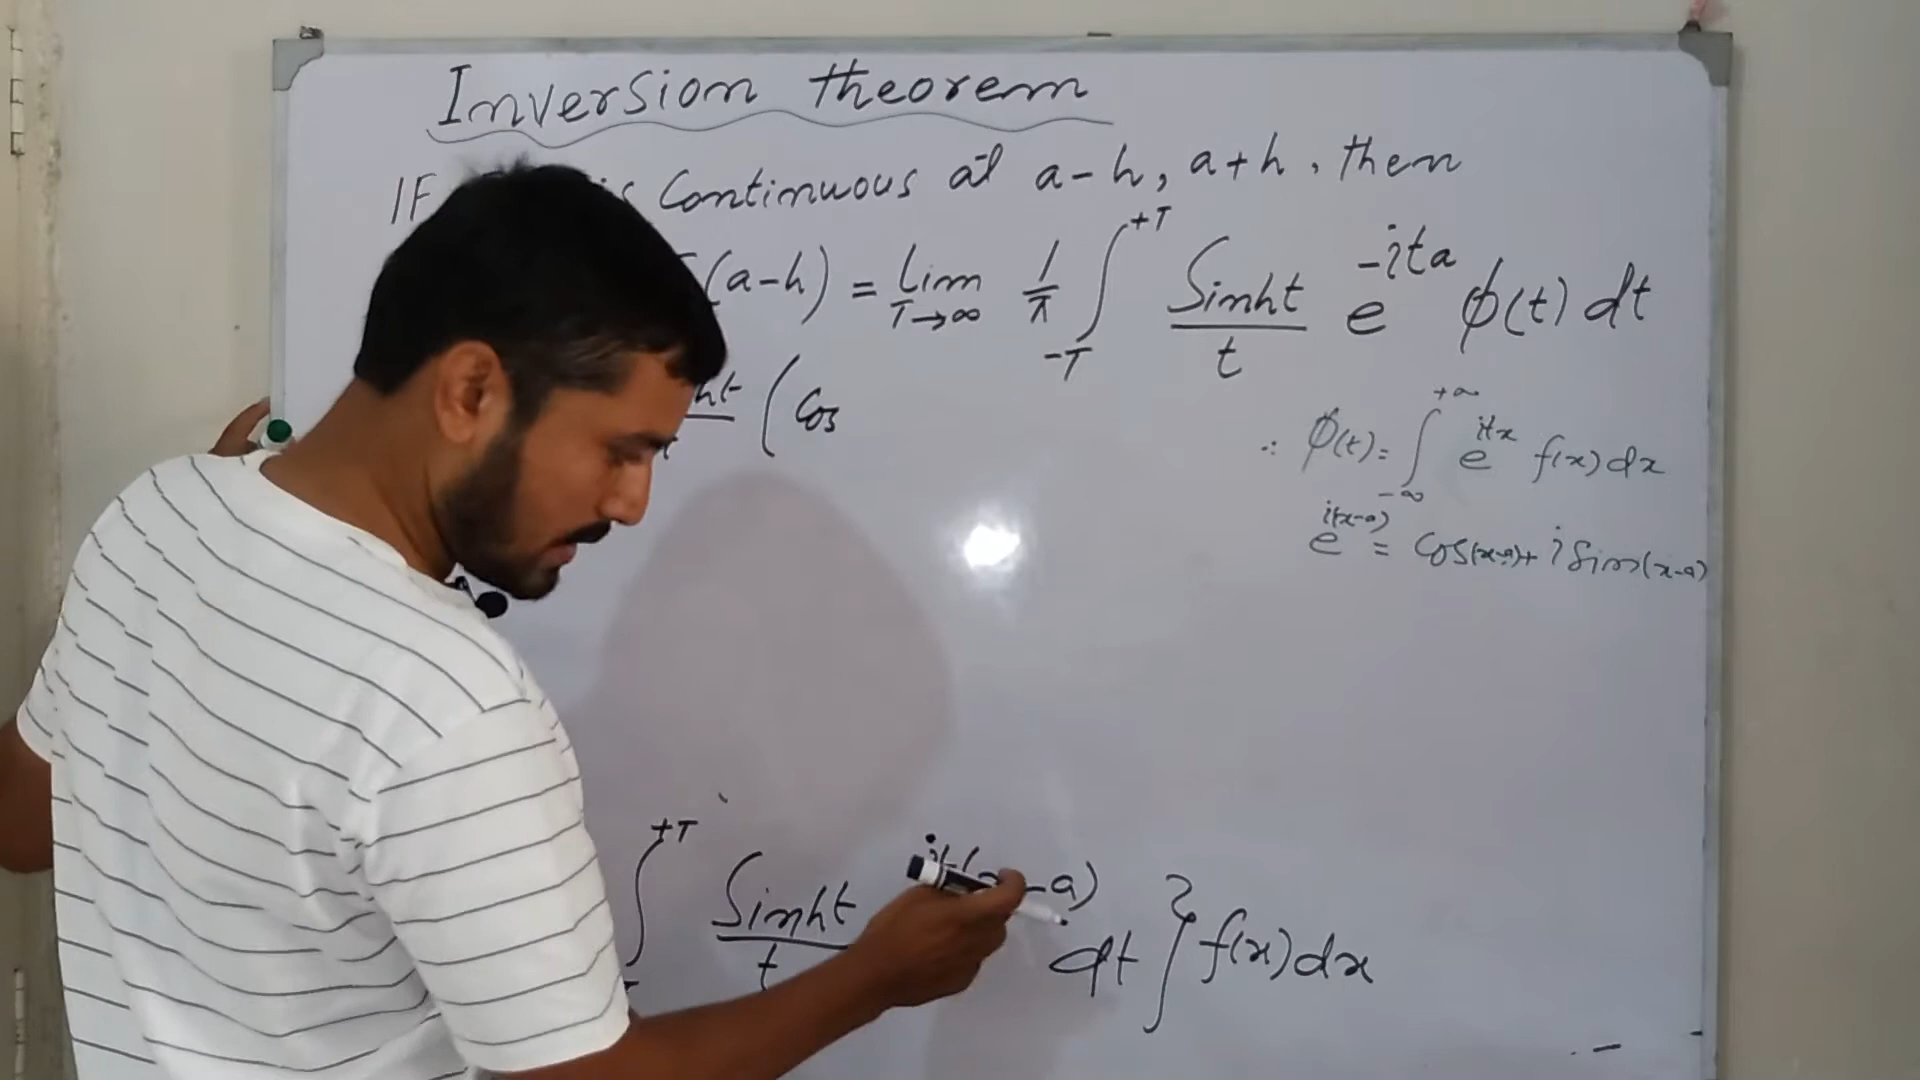 Inversion theorem
IF is Continuous at a-h, a+h, then
(a-h) = lim T→∞ 1/π ∫ -T +T Sinht/t e^-ita ϕ(t) dt
ht (Cos
∴ ϕ(t) = ∫ -∞ +∞ e^itx f(x) dx
e^i(x-a) = Cos(x-a) + i Sin(x-a)
∫ +T Sinht/t (x-a) dt } f(x) dx